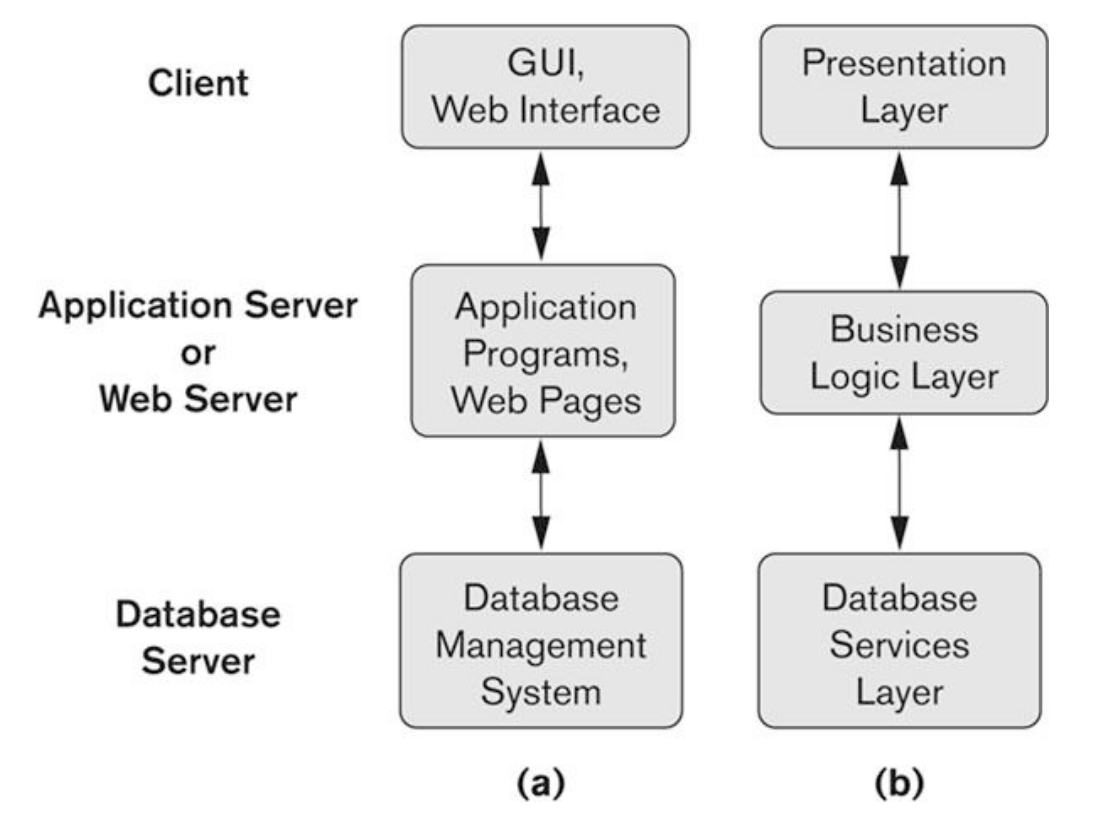 Client
GUI,
Web Interface
Presentation
Layer
Application Server
or
Web Server
Application
Programs,
Web Pages
Business
Logic Layer
Database
Server
Database
Management
System
Database
Services
Layer
(a)
(b)